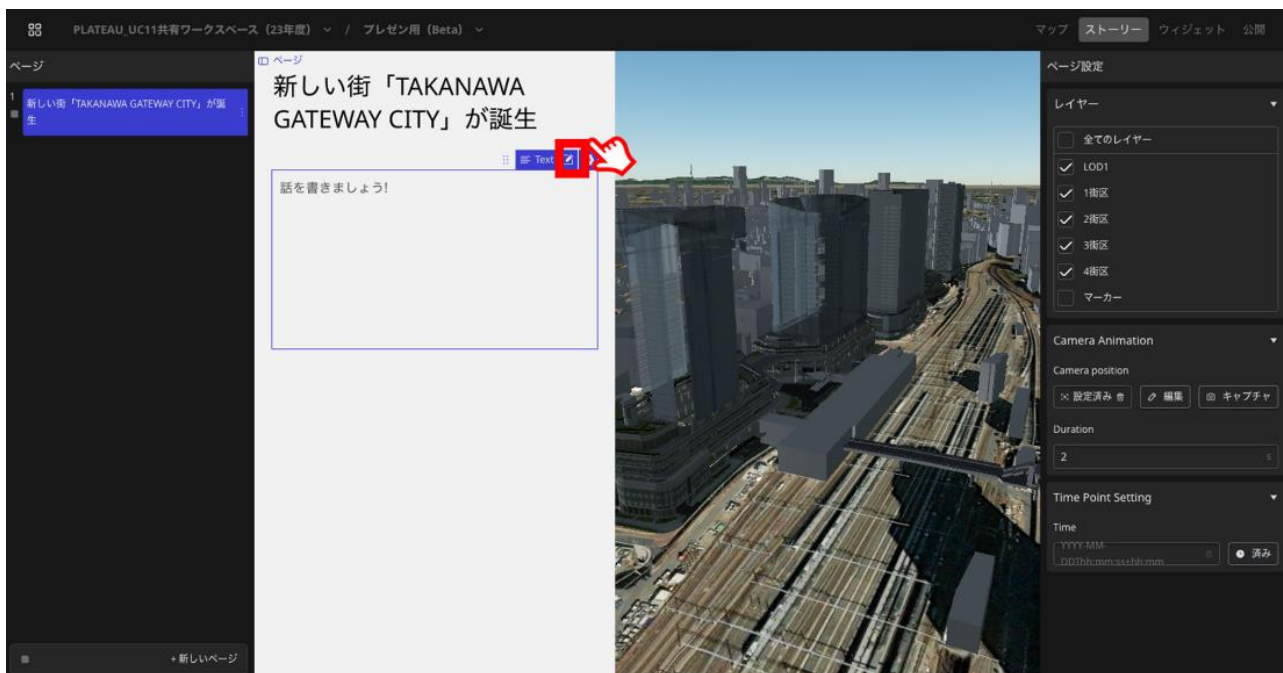 PLATEAU_UC11共有ワークスペース（23年度） / プレゼン用（Beta）
マップ ストーリー ウィジェット 公開
ページ
1
新しい街「TAKANAWA GATEWAY CITY」が誕
生
+新しいページ
ページ
新しい街「TAKANAWA
GATEWAY CITY」が誕生
Text
話を書きましょう!
ページ設定
レイヤー
全てのレイヤー
LOD1
1街区
2街区
3街区
4街区
マーカー
Camera Animation
Camera position
設定済み 編集 キャプチャ
Duration
2 s
Time Point Setting
Time
YYYY-MM-
DDThh:mm:ss±hh:mm
済み